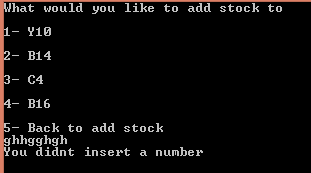 What would you like to add stock to
1- Y10
2- B14
3- C4
4- B16
5- Back to add stock
ghhgghgh
You didnt insert a number